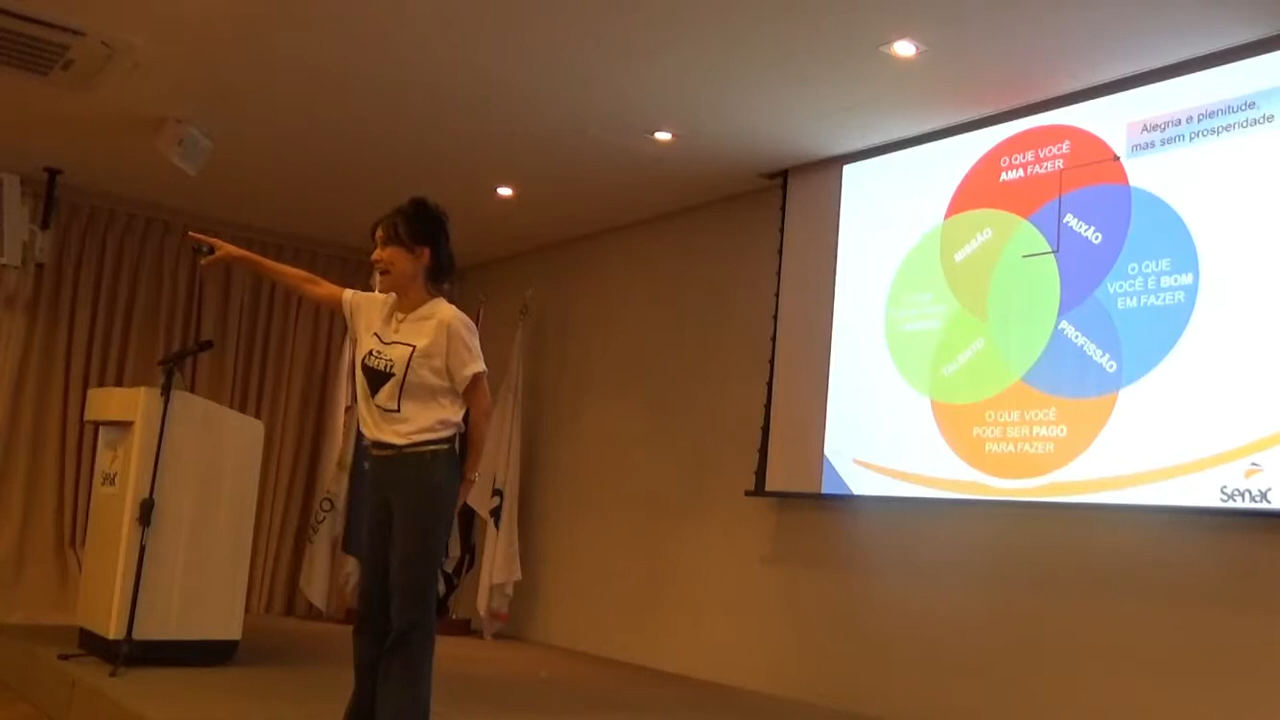 Alegria e plenitude,
mas sem prosperidade
O QUE VOCÊ
AMA FAZER
MISSÃO
PAIXÃO
O QUE
VOCÊ É BOM
EM FAZER
TALENTO
PROFISSÃO
O QUE VOCÊ
PODE SER PAGO
PARA FAZER
Senac
Senac